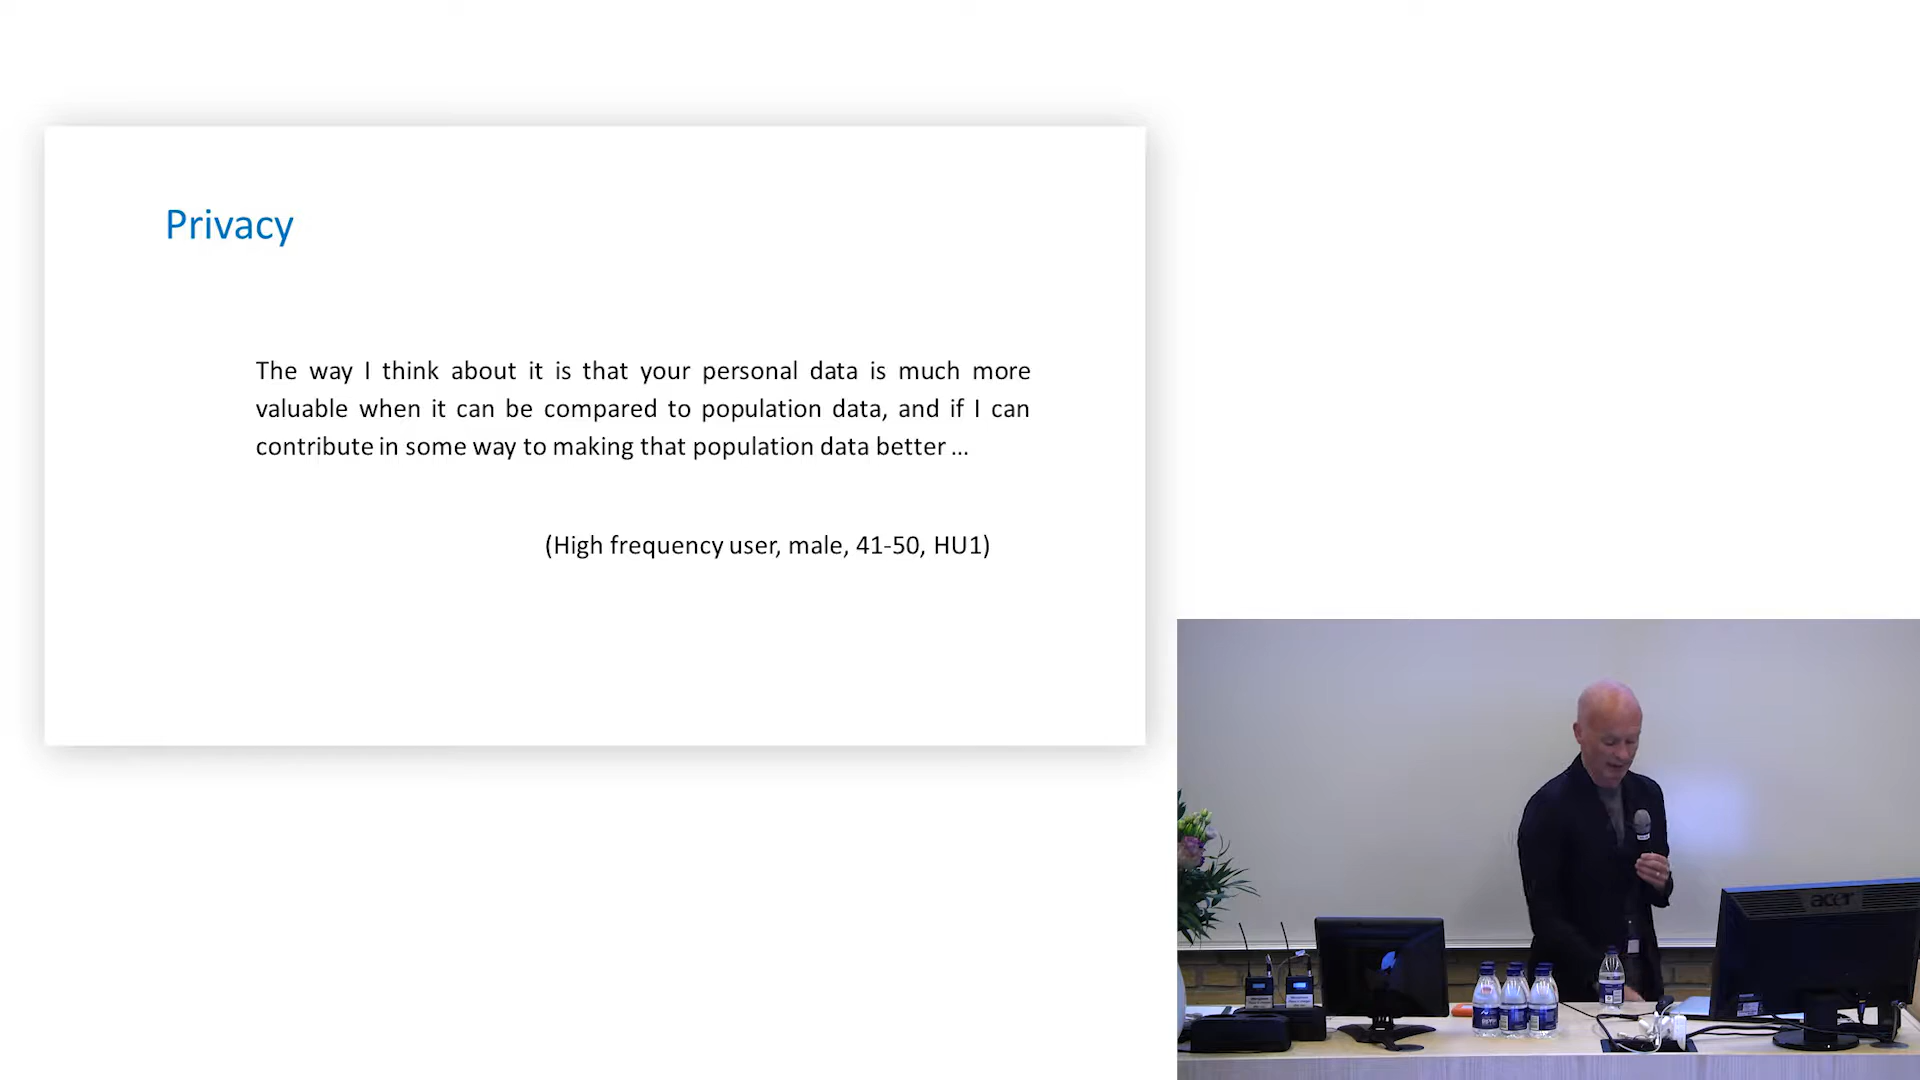 Privacy
The way I think about it is that your personal data is much more
valuable when it can be compared to population data, and if I can
contribute in some way to making that population data better ...
(High frequency user, male, 41-50, HU1)
acer